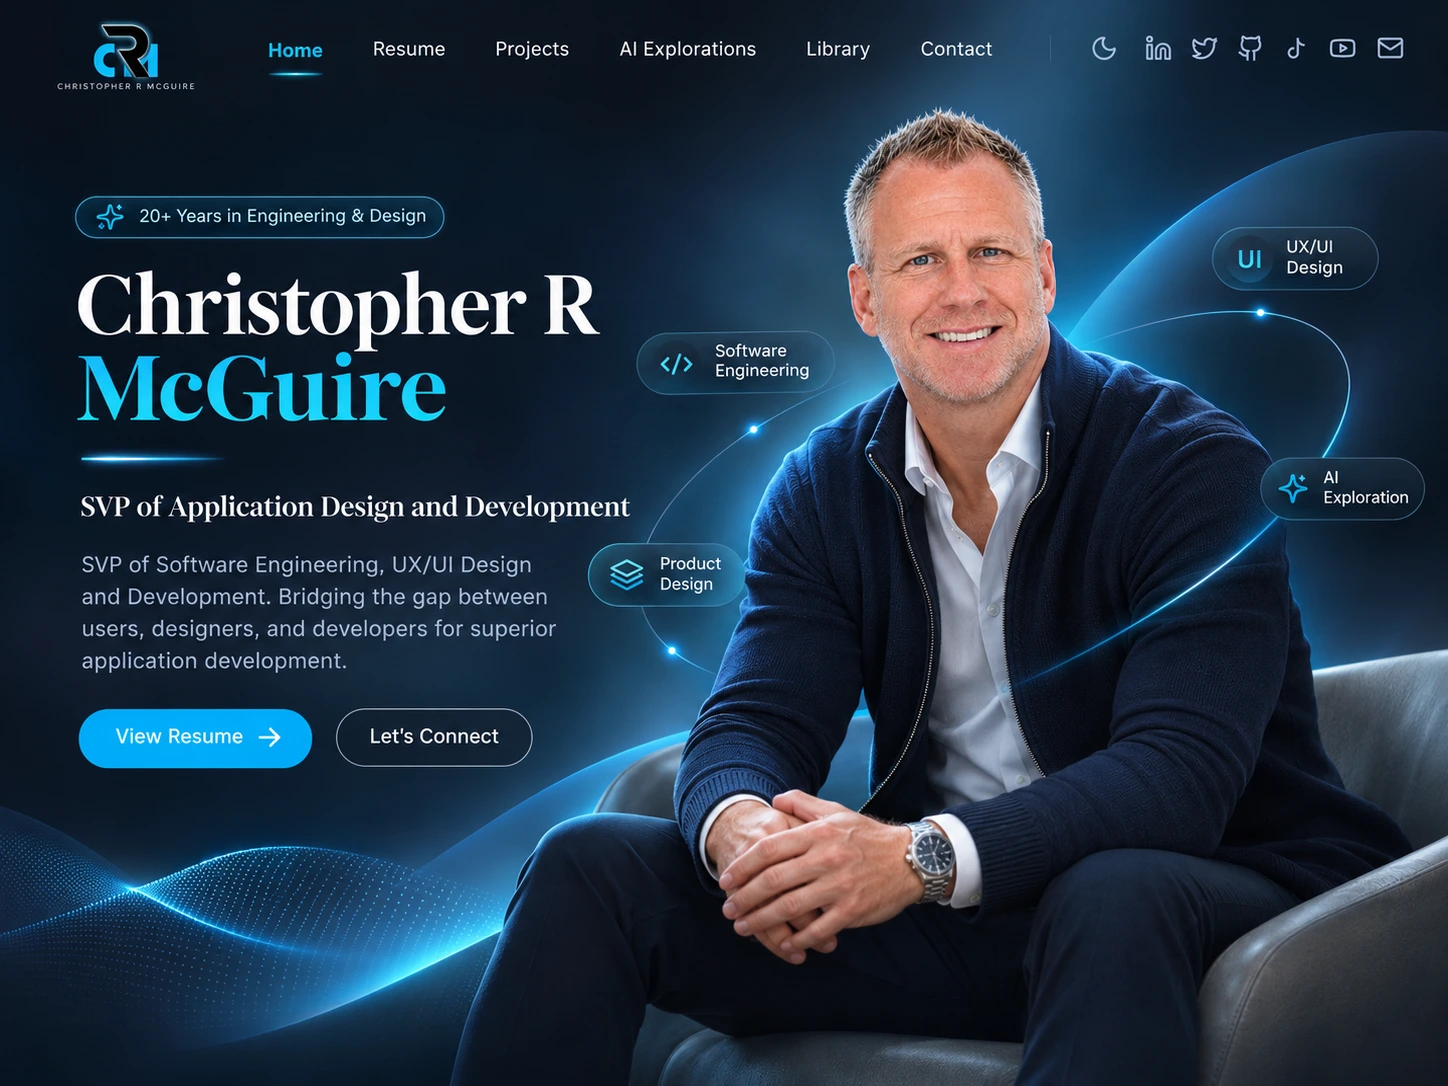 CRM
CHRISTOPHER R MCGUIRE
Home
Resume
Projects
AI Explorations
Library
Contact
20+ Years in Engineering & Design
Christopher R
McGuire
SVP of Application Design and Development
SVP of Software Engineering, UX/UI Design
and Development. Bridging the gap between
users, designers, and developers for superior
application development.
View Resume
Let's Connect
Software
Engineering
Product
Design
UI
UX/UI
Design
AI
Exploration